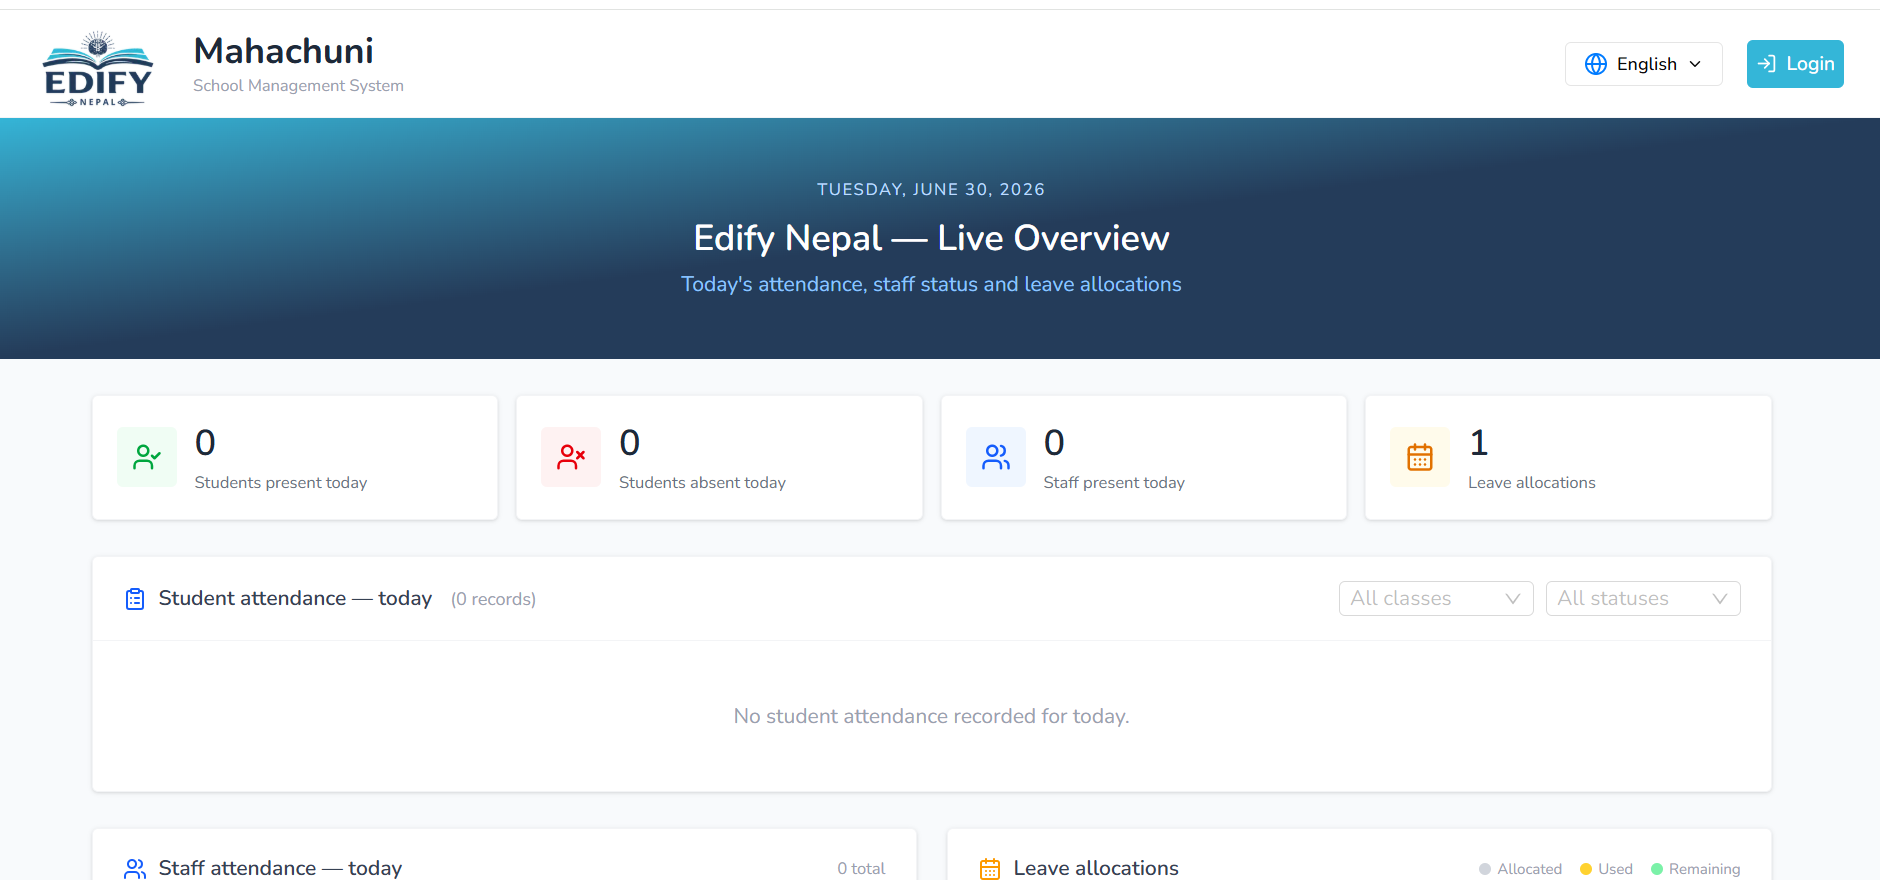 EDIFY
NEPAL
Mahachuni
School Management System
English
Login
TUESDAY, JUNE 30, 2026
Edify Nepal — Live Overview
Today's attendance, staff status and leave allocations
0
Students present today
0
Students absent today
0
Staff present today
1
Leave allocations
Student attendance — today (0 records)
All classes
All statuses
No student attendance recorded for today.
Staff attendance — today
0 total
Leave allocations
Allocated
Used
Remaining